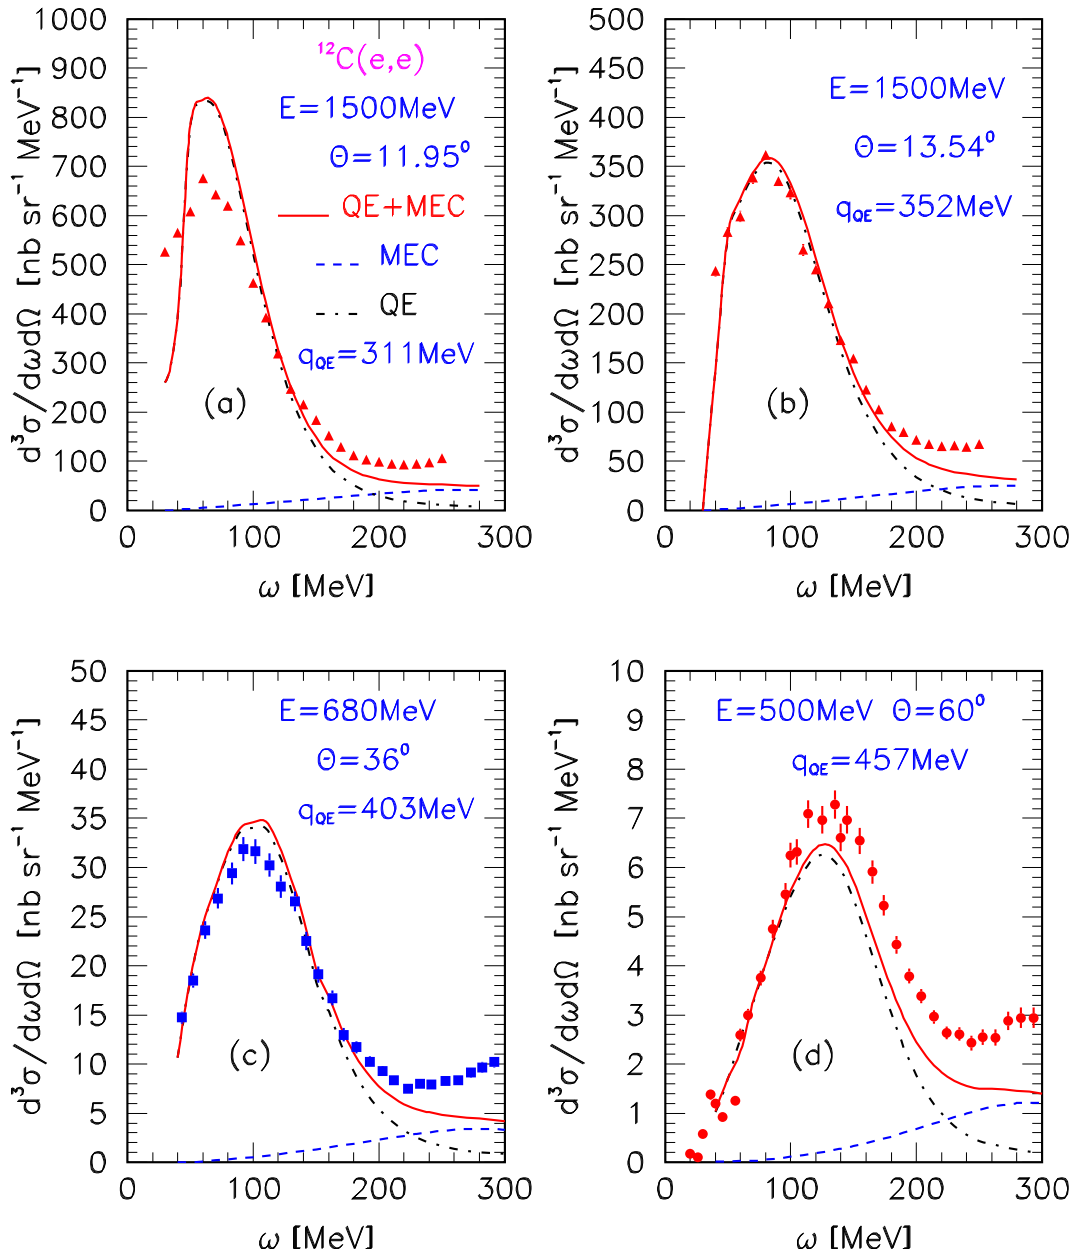 1000
900
800
700
600
500
400
300
200
100
0
d³σ/dωdΩ [nb sr⁻¹ MeV⁻¹]
¹²C(e,e)
E=1500MeV
Θ=11.95⁰
QE+MEC
MEC
QE
q_QE=311MeV
(a)
0 100 200 300
ω [MeV]
500
450
400
350
300
250
200
150
100
50
0
d³σ/dωdΩ [nb sr⁻¹ MeV⁻¹]
E=1500MeV
Θ=13.54⁰
q_QE=352MeV
(b)
0 100 200 300
ω [MeV]
50
45
40
35
30
25
20
15
10
5
0
d³σ/dωdΩ [nb sr⁻¹ MeV⁻¹]
E=680MeV
Θ=36⁰
q_QE=403MeV
(c)
0 100 200 300
ω [MeV]
10
9
8
7
6
5
4
3
2
1
0
d³σ/dωdΩ [nb sr⁻¹ MeV⁻¹]
E=500MeV Θ=60⁰
q_QE=457MeV
(d)
0 100 200 300
ω [MeV]